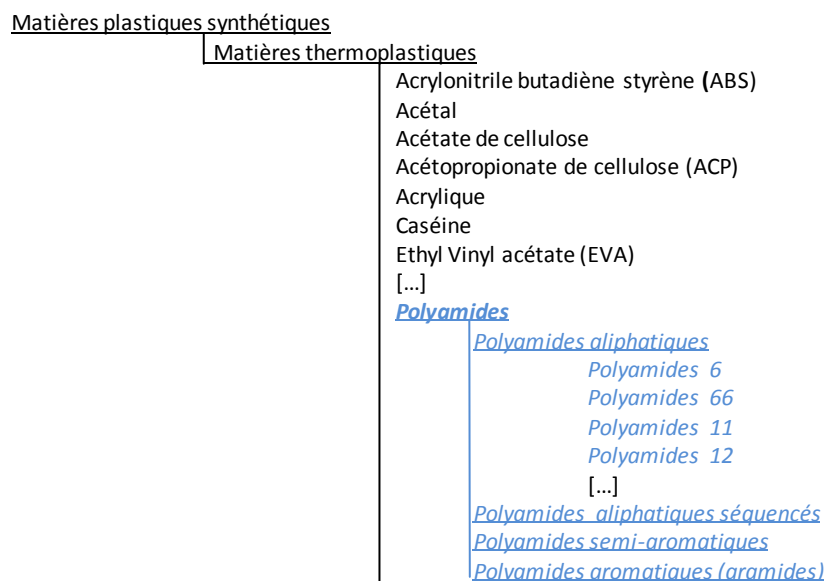 Matières plastiques synthétiques
Matières thermoplastiques
Acrylonitrile butadiène styrène (ABS)
Acétal
Acétate de cellulose
Acétopropionate de cellulose (ACP)
Acrylique
Caséine
Ethyl Vinyl acétate (EVA)
[...]
Polyamides
Polyamides aliphatiques
Polyamides 6
Polyamides 66
Polyamides 11
Polyamides 12
[...]
Polyamides aliphatiques séquencés
Polyamides semi-aromatiques
Polyamides aromatiques (aramides)